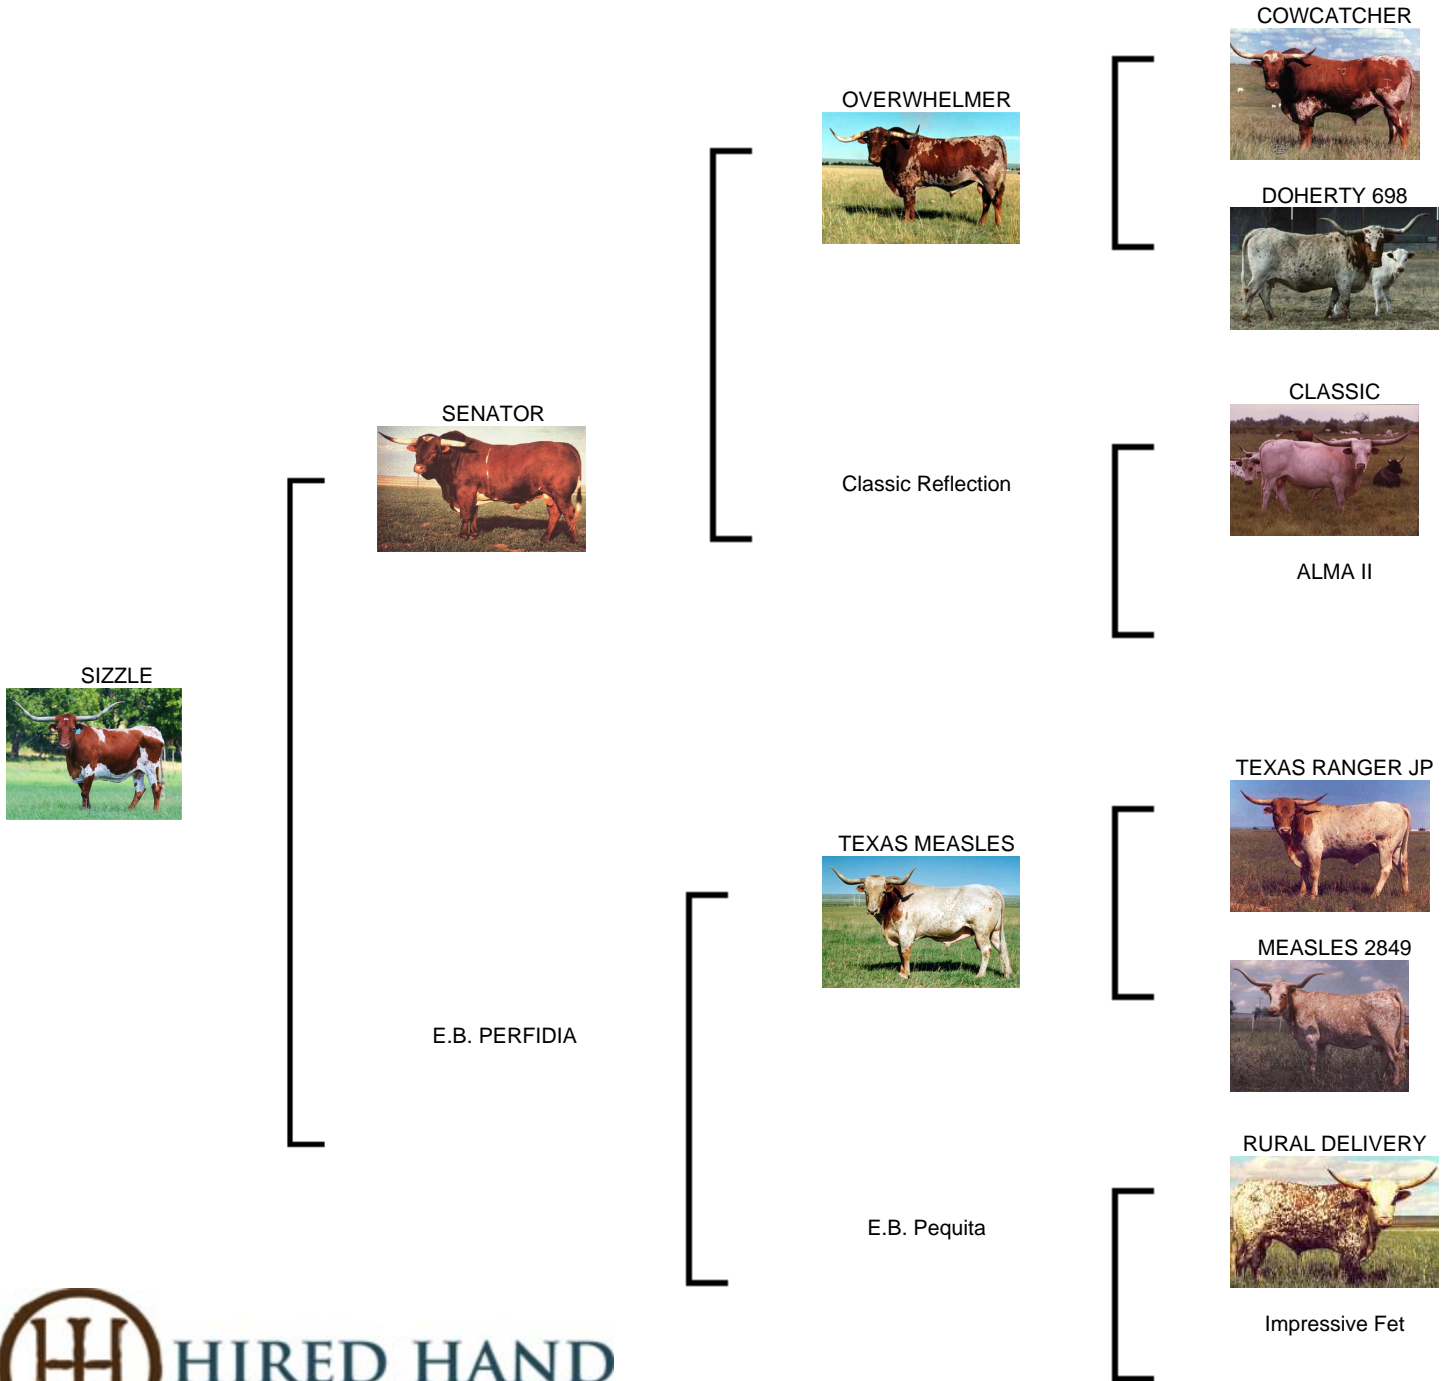 COWCATCHER
OVERWHELMER
DOHERTY 698
SENATOR
CLASSIC
Classic Reflection
ALMA II
SIZZLE
TEXAS RANGER JP
TEXAS MEASLES
MEASLES 2849
E.B. PERFIDIA
RURAL DELIVERY
E.B. Pequita
Impressive Fet
HIRED HAND